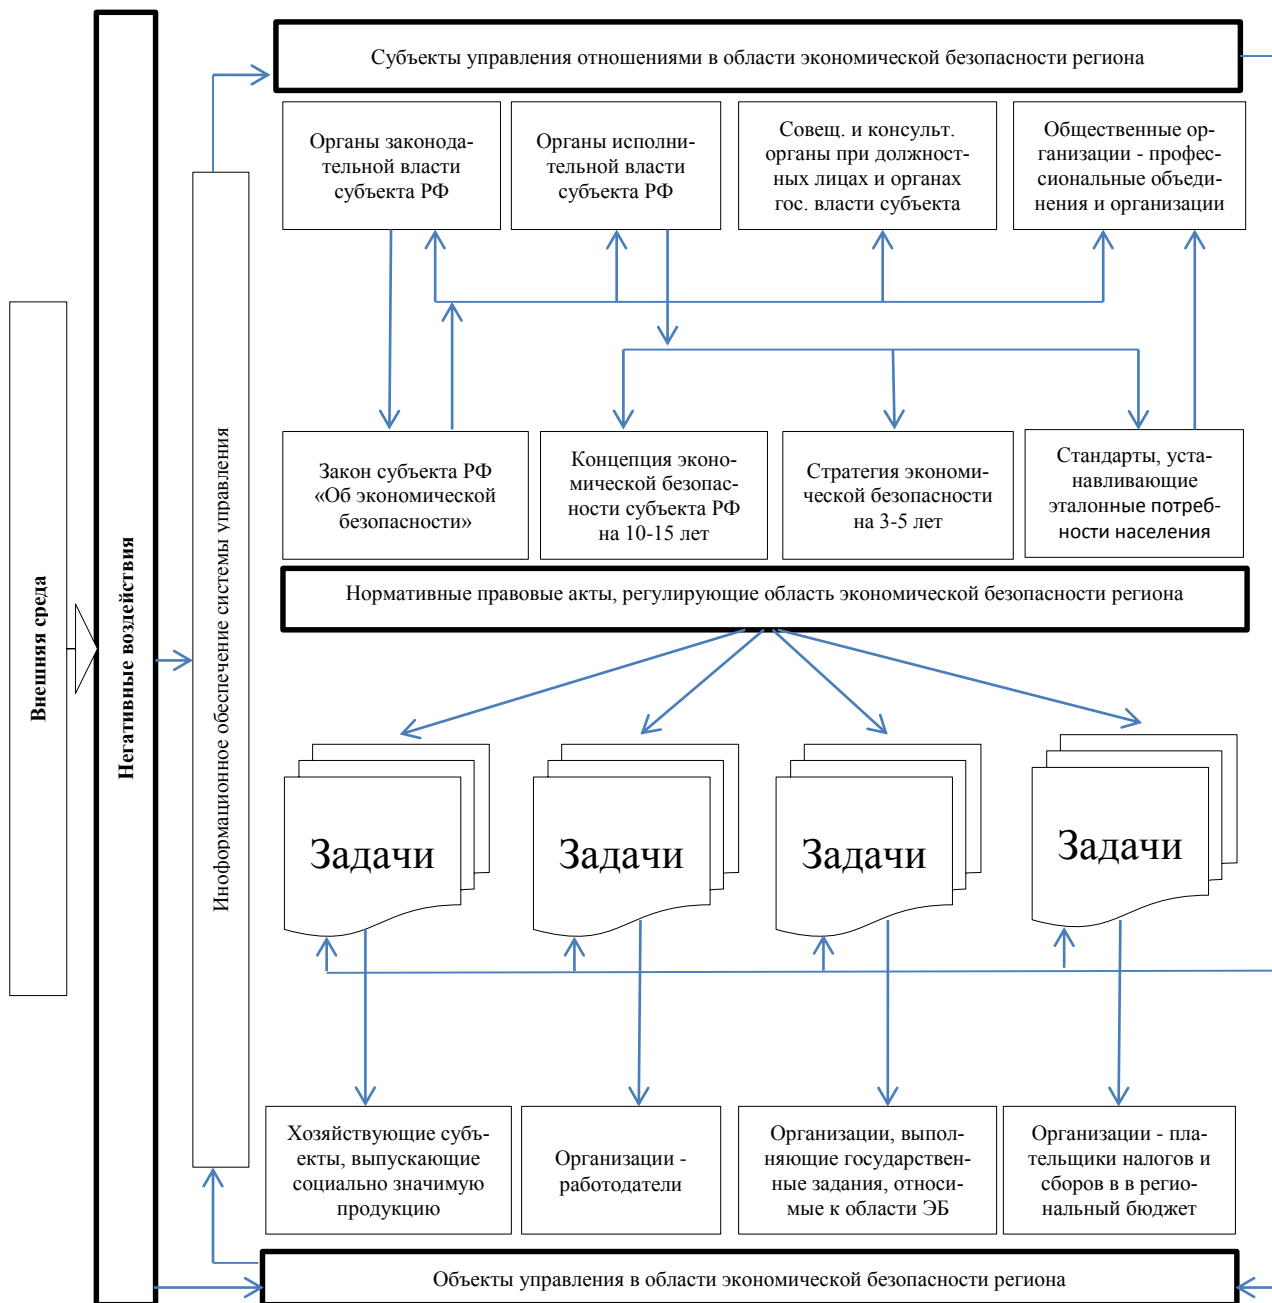 Субъекты управления отношениями в области экономической безопасности региона
Органы законода-
тельной власти
субъекта РФ
Органы исполни-
тельной власти
субъекта РФ
Совещ. и консульт.
органы при должност-
ных лицах и органах
гос. власти субъекта
Общественные ор-
ганизации - профес-
сиональные объеди-
нения и организации
Внешняя среда
Негативные воздействия
Иноформационное обеспечение системы управления
Закон субъекта РФ
«Об экономической
безопасности»
Концепция эконо-
мической безопас-
ности субъекта РФ
на 10-15 лет
Стратегия экономи-
ческой безопасности
на 3-5 лет
Стандарты, уста-
навливающие
эталонные потреб-
ности населения
Нормативные правовые акты, регулирующие область экономической безопасности региона
Задачи
Задачи
Задачи
Задачи
Хозяйствующие субъ-
екты, выпускающие
социально значимую
продукцию
Организации -
работодатели
Организации, выпол-
няющие государствен-
ные задания, относи-
мые к области ЭБ
Организации - пла-
тельщики налогов и
сборов в в регио-
нальный бюджет
Объекты управления в области экономической безопасности региона